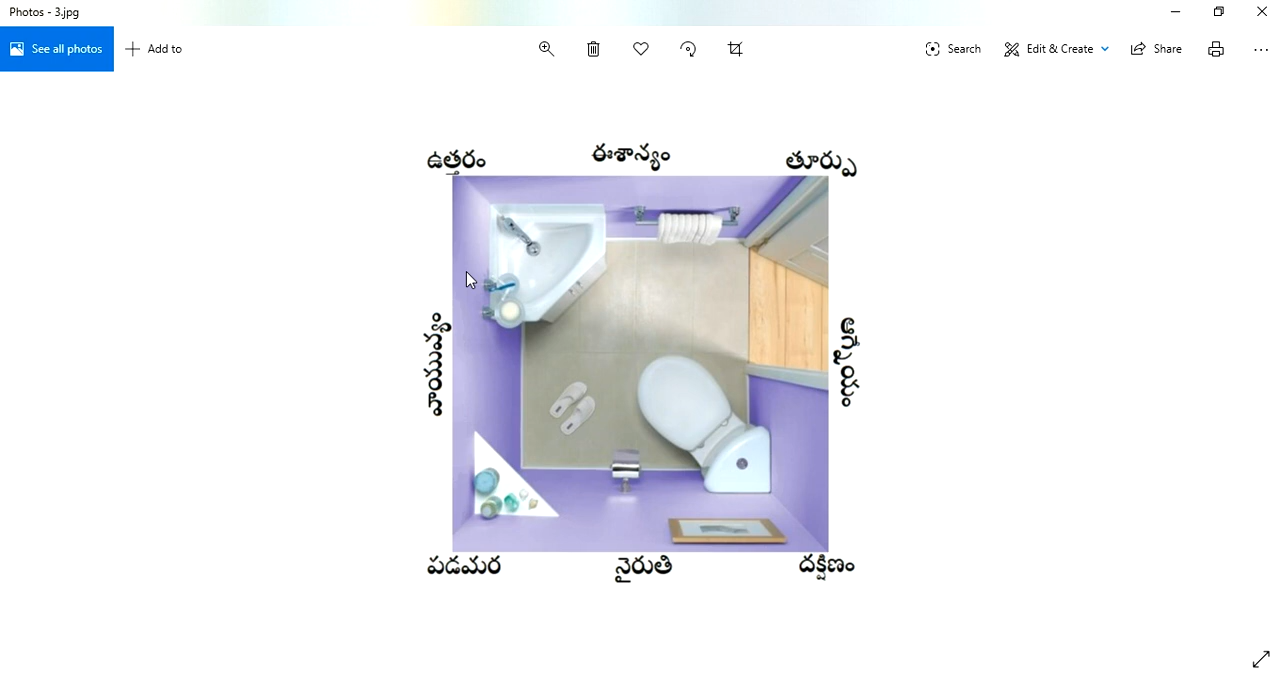 Photos - 3.jpg
See all photos
Add to
Search
Edit & Create
Share
ఉత్తరం
ఈశాన్యం
తూర్పు
వాయువ్యం
ఆగ్నేయం
పడమర
నైరుతి
దక్షిణం